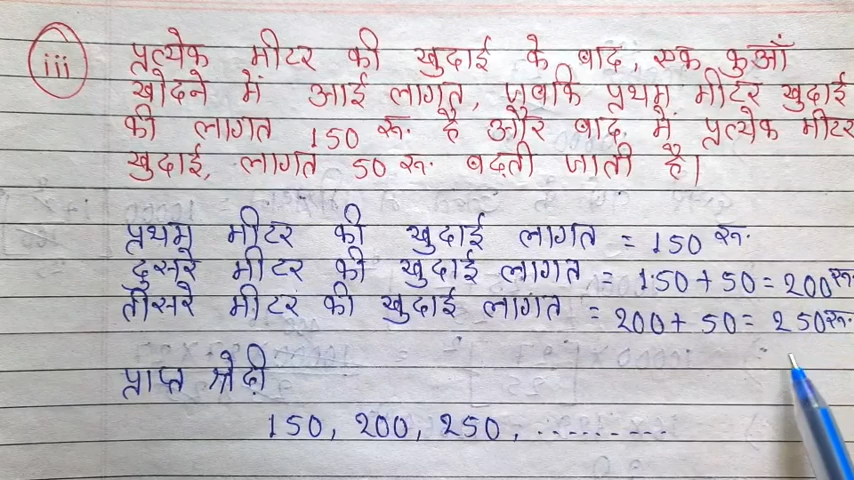 iii प्रत्येक मीटर की खुदाई के बाद, एक कुआँ
खोदने में आई लागत, जबकि प्रथम मीटर खुदाई
की लागत 150 रू. है और बाद में प्रत्येक मीटर
खुदाई, लागत 50 रू. बढती जाती है।
प्रथम मीटर की खुदाई लागत = 150 रू.
दुसरे मीटर की खुदाई लागत = 150 + 50 = 200 रू.
तीसरे मीटर की खुदाई लागत = 200 + 50 = 250 रू.
प्राप्त श्रेढी
150, 200, 250, ..........